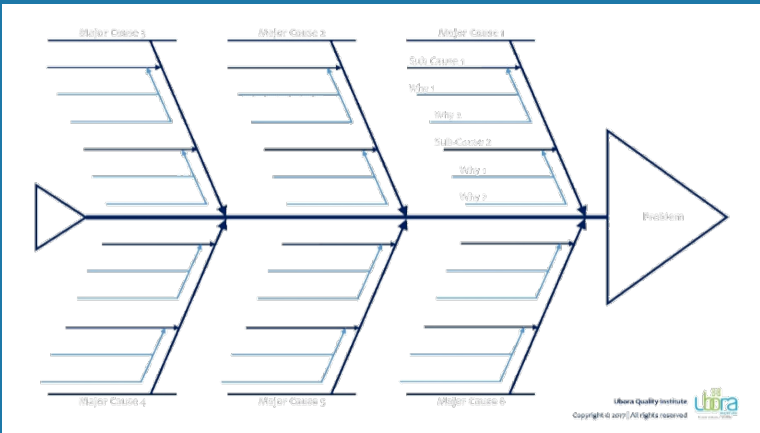 Major Cause 3
Major Cause 2
Major Cause 1
Sub Cause 1
Why 1
Why 2
Sub-Cause 2
Why 1
Why 2
Problem
Major Cause 4
Major Cause 5
Major Cause 6
Ubora Quality Institute
Copyright © 2017 | All rights reserved
Ubora